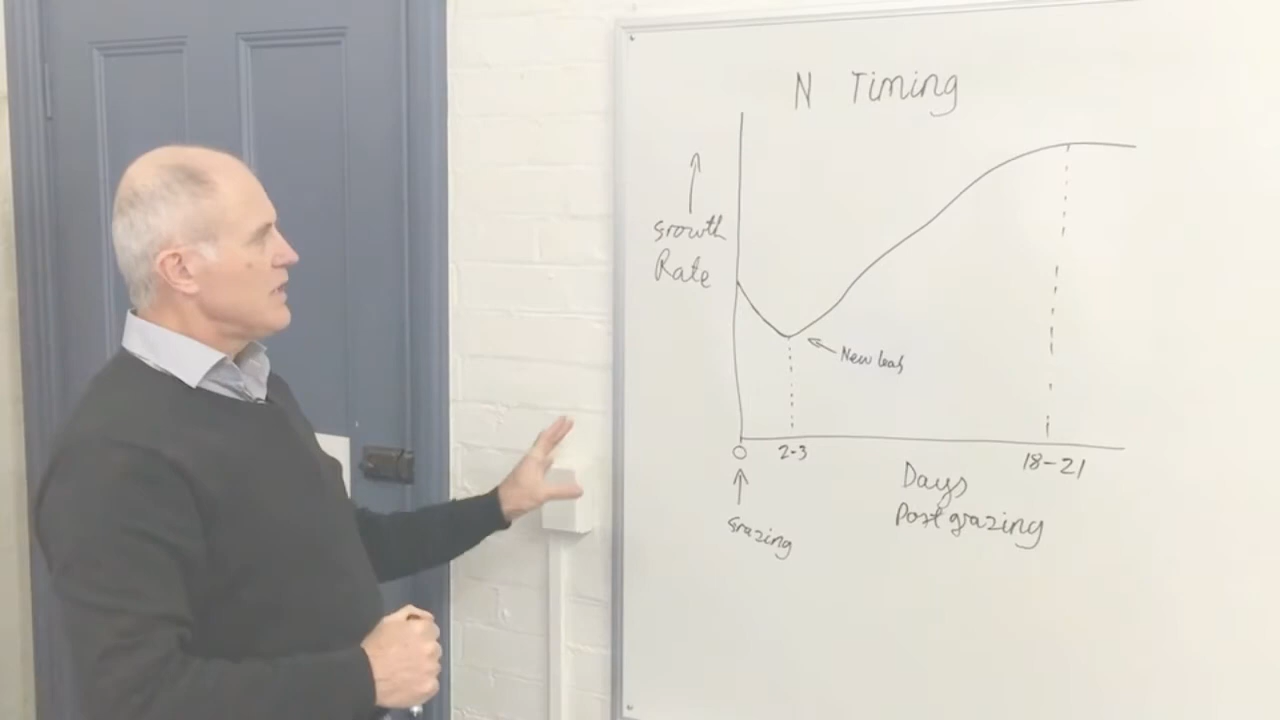 N Timing
Growth
Rate
New leaf
0
2-3
18-21
Days
Post grazing
Grazing